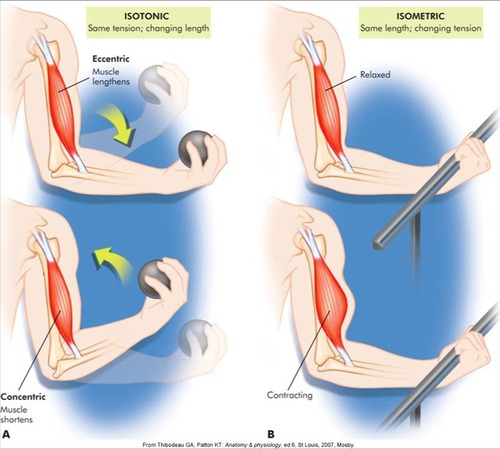 ISOTONIC
Same tension; changing length
Eccentric
Muscle
lengthens
Concentric
Muscle
shortens
A
ISOMETRIC
Same length; changing tension
Relaxed
Contracting
B
From Thibodeau GA, Patton KT: Anatomy & physiology, ed 6, St Louis, 2007, Mosby.